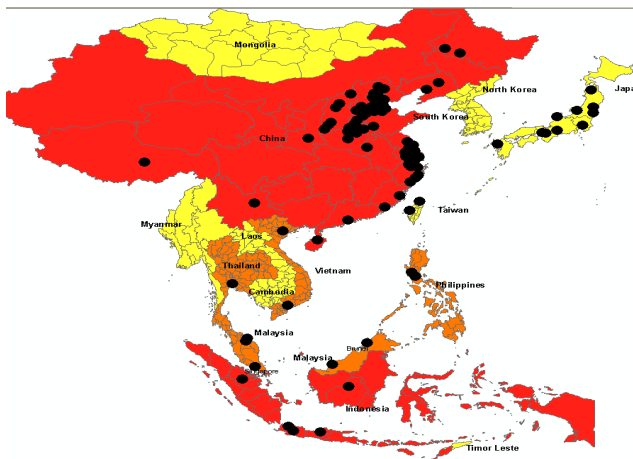 Mongolia
North Korea
Japa
South Korea
China
Taiwan
Myanmar
Laos
Thailand
Vietnam
Cambodia
Philippines
Malaysia
Brunei
Malaysia
Singapore
Indonesia
Timor Leste